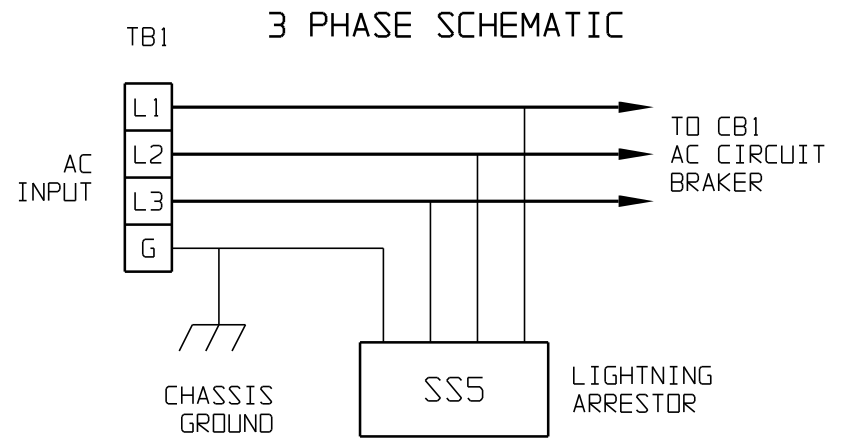 3 PHASE SCHEMATIC
TB1
L1
L2
L3
G
AC
INPUT
TO CB1
AC CIRCUIT
BRAKER
CHASSIS
GROUND
SS5
LIGHTNING
ARRESTOR